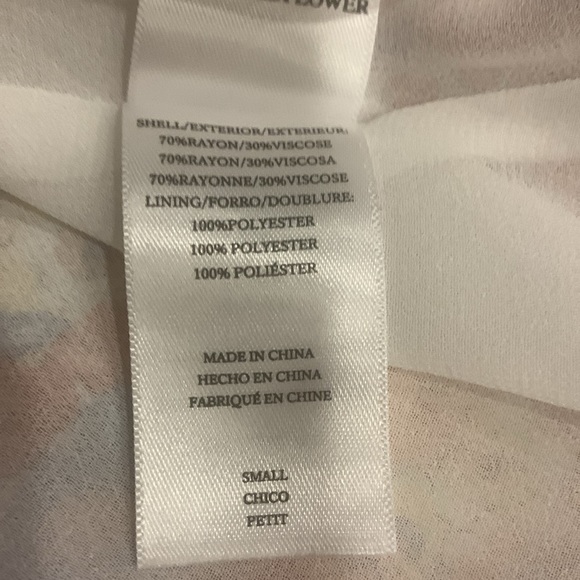 SHELL/EXTERIOR/EXTERIEUR:
70%RAYON/30%VISCOSE
70%RAYON/30%VISCOSA
70%RAYONNE/30%VISCOSE
LINING/FORRO/DOUBLURE:
100%POLYESTER
100% POLYESTER
100% POLIÉSTER
MADE IN CHINA
HECHO EN CHINA
FABRIQUÉ EN CHINE
SMALL
CHICO
PETIT